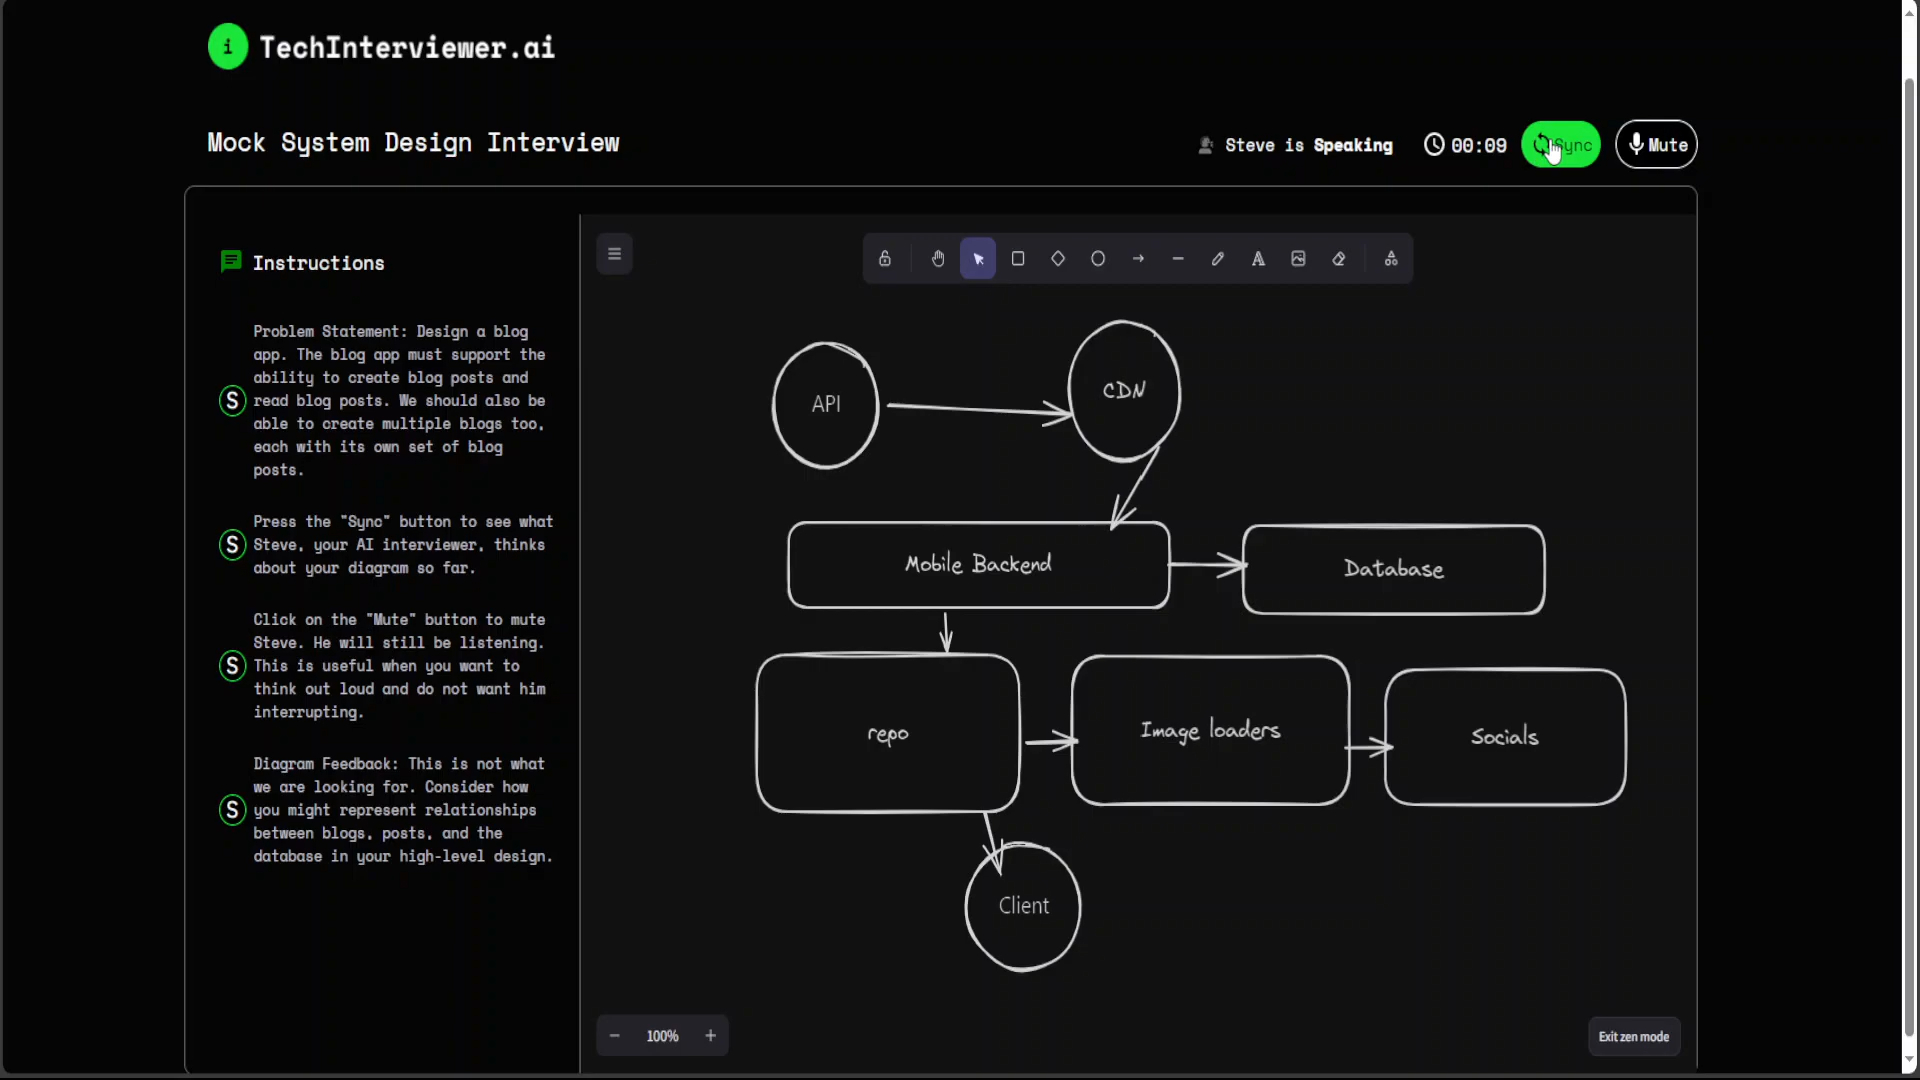 i TechInterviewer.ai
Mock System Design Interview
Steve is Speaking 00:09 Sync Mute
Instructions
Problem Statement: Design a blog
app. The blog app must support the
ability to create blog posts and
S read blog posts. We should also be
able to create multiple blogs too,
each with its own set of blog
posts.
Press the "Sync" button to see what
S Steve, your AI interviewer, thinks
about your diagram so far.
Click on the "Mute" button to mute
Steve. He will still be listening.
S This is useful when you want to
think out loud and do not want him
interrupting.
Diagram Feedback: This is not what
we are looking for. Consider how
S you might represent relationships
between blogs, posts, and the
database in your high-level design.
A
API
CDN
Mobile Backend
Database
repo
Image loaders
Socials
Client
− 100% +
Exit zen mode